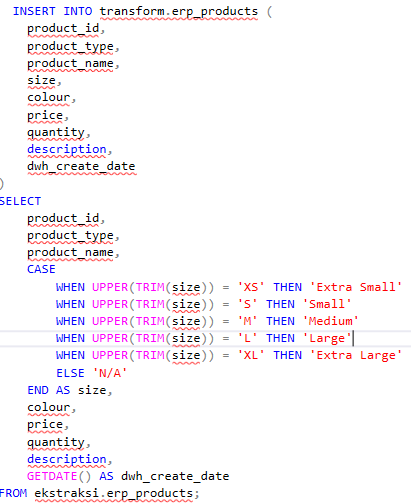 INSERT INTO transform.erp_products (
product_id,
product_type,
product_name,
size,
colour,
price,
quantity,
description,
dwh_create_date
)
SELECT
product_id,
product_type,
product_name,
CASE
WHEN UPPER(TRIM(size)) = 'XS' THEN 'Extra Small'
WHEN UPPER(TRIM(size)) = 'S' THEN 'Small'
WHEN UPPER(TRIM(size)) = 'M' THEN 'Medium'
WHEN UPPER(TRIM(size)) = 'L' THEN 'Large'
WHEN UPPER(TRIM(size)) = 'XL' THEN 'Extra Large'
ELSE 'N/A'
END AS size,
colour,
price,
quantity,
description,
GETDATE() AS dwh_create_date
FROM ekstraksi.erp_products;